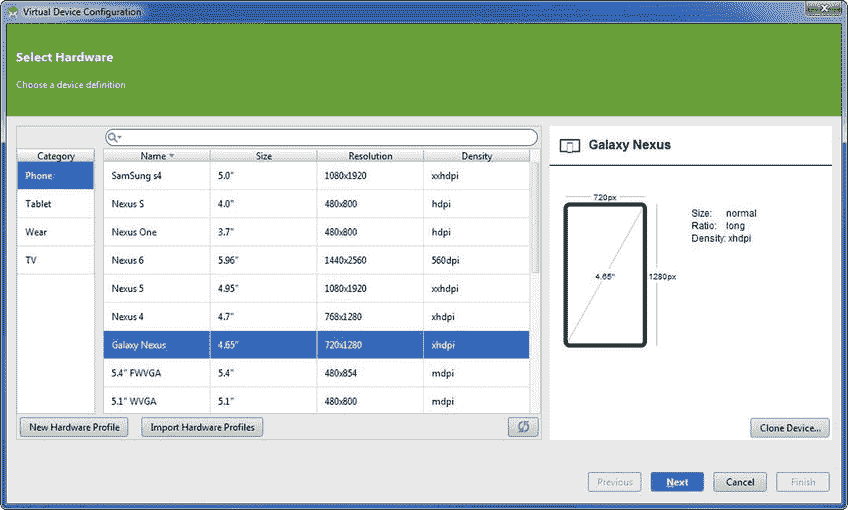 Virtual Device Configuration
Select Hardware
Choose a device definition
Category
Phone
Tablet
Wear
TV
Name Size Resolution Density
SamSung s4 5.0" 1080x1920 xxhdpi
Nexus S 4.0" 480x800 hdpi
Nexus One 3.7" 480x800 hdpi
Nexus 6 5.96" 1440x2560 560dpi
Nexus 5 4.95" 1080x1920 xxhdpi
Nexus 4 4.7" 768x1280 xhdpi
Galaxy Nexus 4.65" 720x1280 xhdpi
5.4" FWVGA 5.4" 480x854 mdpi
5.1" WVGA 5.1" 480x800 mdpi
New Hardware Profile Import Hardware Profiles
Galaxy Nexus
720px
4.65"
1280px
Size: normal
Ratio: long
Density: xhdpi
Clone Device...
Previous Next Cancel Finish